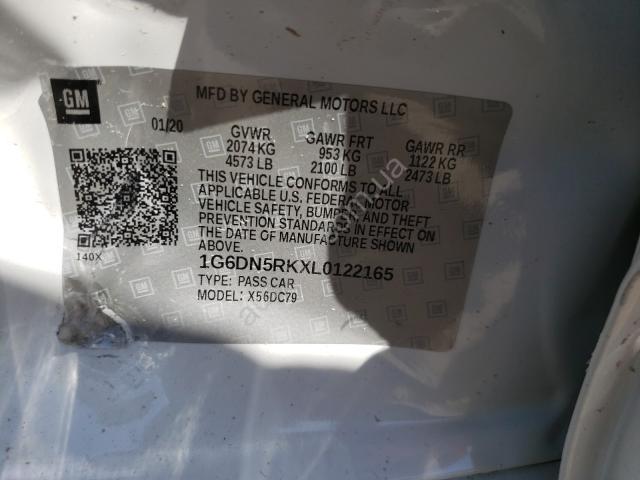 GM
MFD BY GENERAL MOTORS LLC
01/20
GVWR GAWR FRT GAWR RR
2074 KG 953 KG 1122 KG
4573 LB 2100 LB 2473 LB
THIS VEHICLE CONFORMS TO ALL
APPLICABLE U.S. FEDERAL MOTOR
VEHICLE SAFETY, BUMPER, AND THEFT
PREVENTION STANDARDS IN EFFECT ON
THE DATE OF MANUFACTURE SHOWN
ABOVE.
140X
1G6DN5RKXL0122165
TYPE: PASS CAR
MODEL: X56DC79